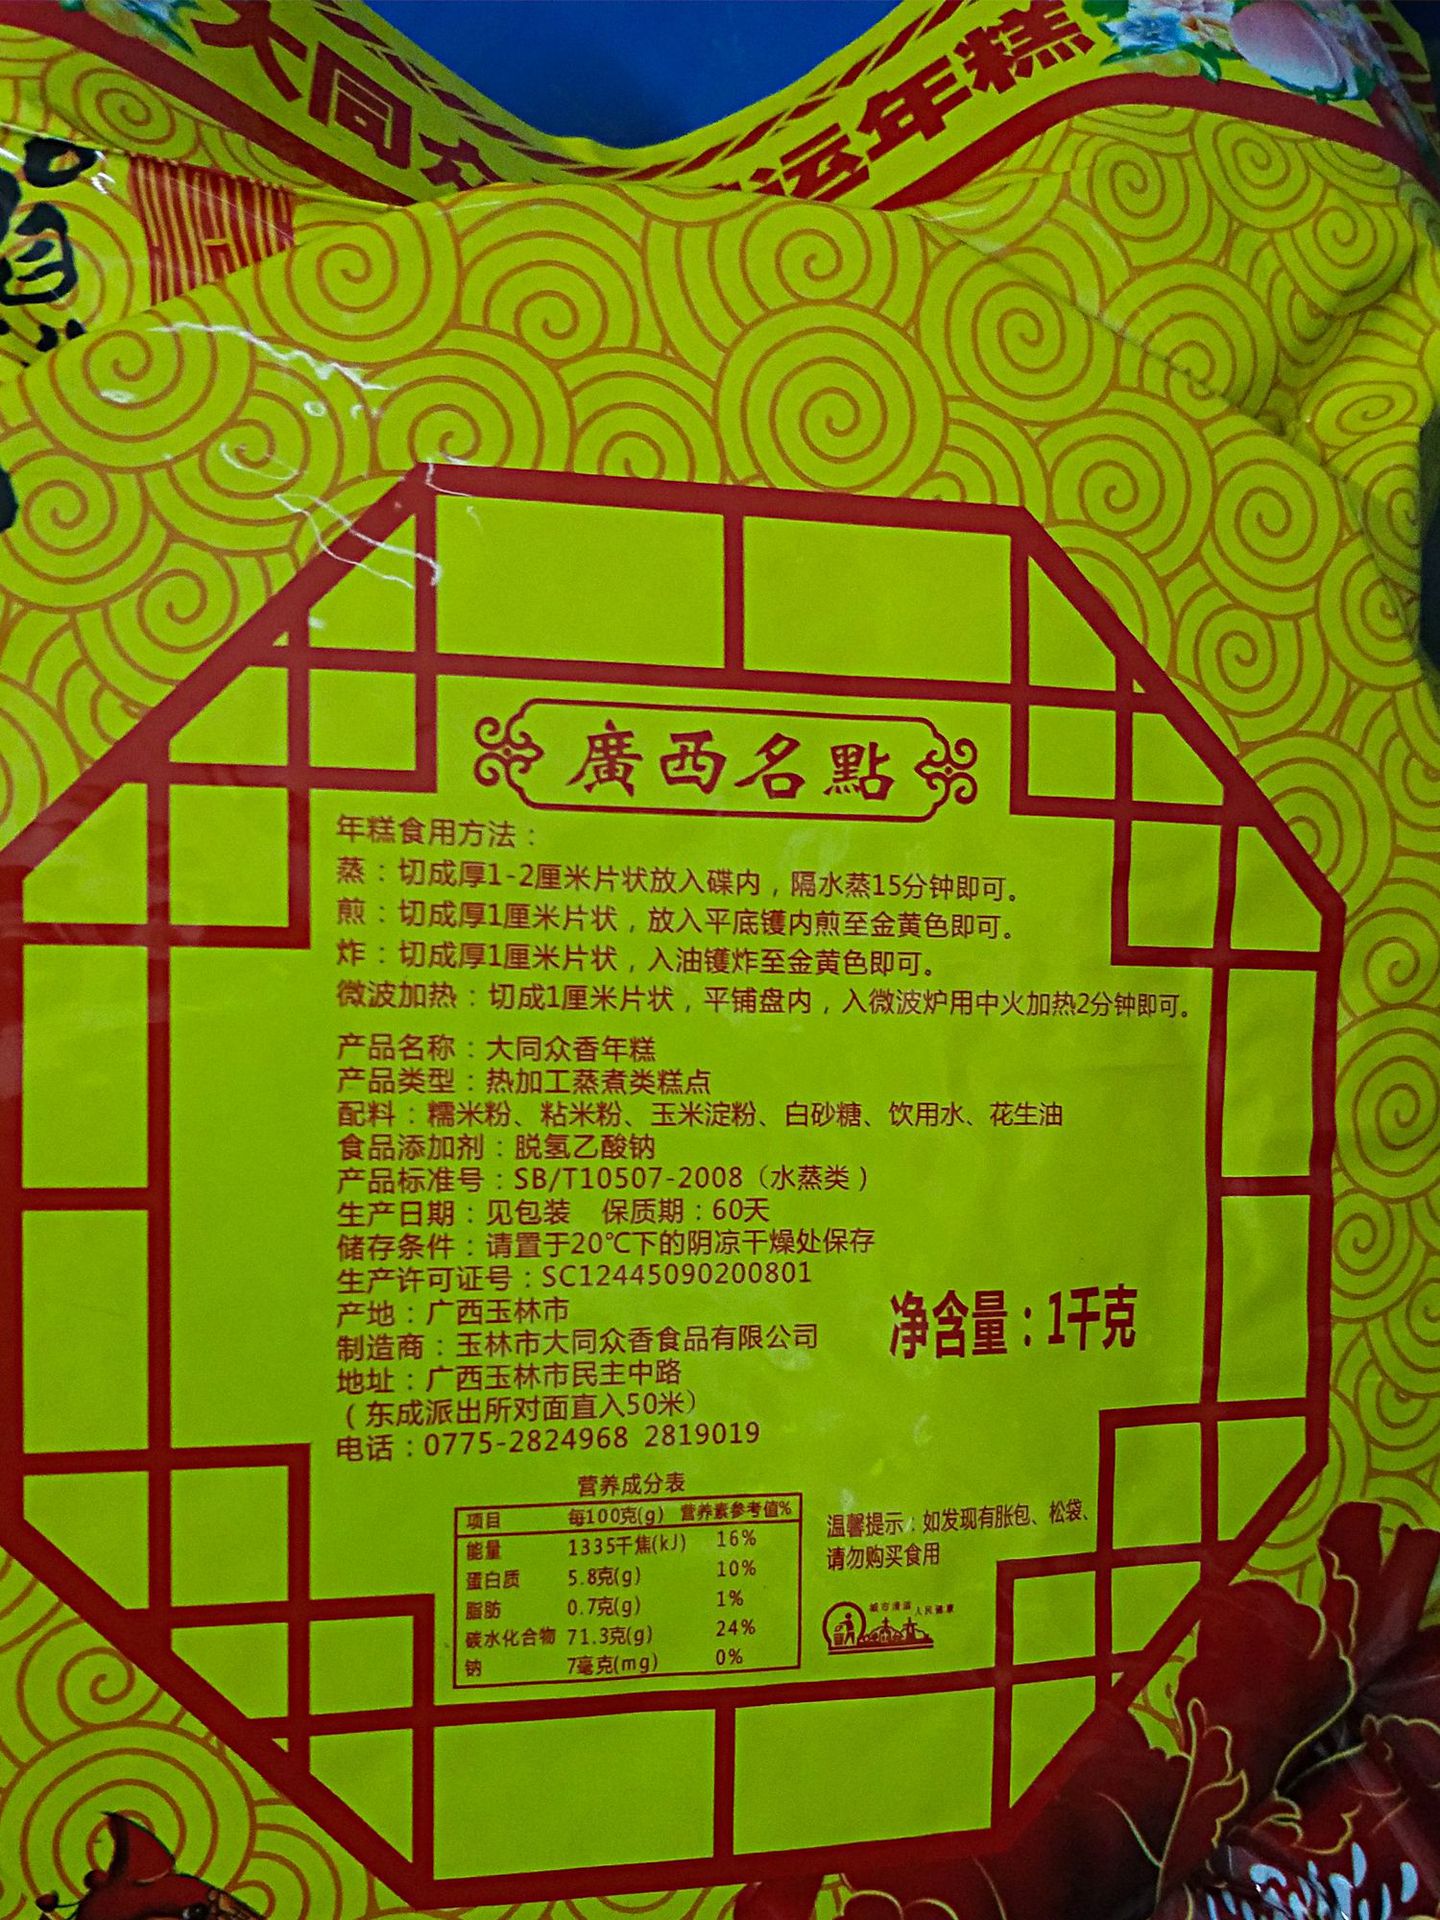 大同
运年糕
廣西名點
年糕食用方法：
蒸：切成厚1-2厘米片状放入碟内，隔水蒸15分钟即可。
煎：切成厚1厘米片状，放入平底镬内煎至金黄色即可。
炸：切成厚1厘米片状，入油镬炸至金黄色即可。
微波加热：切成1厘米片状，平铺盘内，入微波炉用中火加热2分钟即可。
产品名称：大同众香年糕
产品类型：热加工蒸煮类糕点
配料：糯米粉、粘米粉、玉米淀粉、白砂糖、饮用水、花生油
食品添加剂：脱氢乙酸钠
产品标准号：SB/T10507-2008（水蒸类）
生产日期：见包装 保质期：60天
储存条件：请置于20℃下的阴凉干燥处保存
生产许可证号：SC12445090200801
产地：广西玉林市
净含量：1千克
制造商：玉林市大同众香食品有限公司
地址：广西玉林市民主中路
（东成派出所对面直入50米）
电话：0775-2824968 2819019
营养成分表
项目 每100克(g) 营养素参考值%
能量 1335千焦(kJ) 16%
蛋白质 5.8克(g) 10%
脂肪 0.7克(g) 1%
碳水化合物 71.3克(g) 24%
钠 7毫克(mg) 0%
温馨提示：如发现有胀包、松袋、
请勿购买食用
城市清洁 人民健康